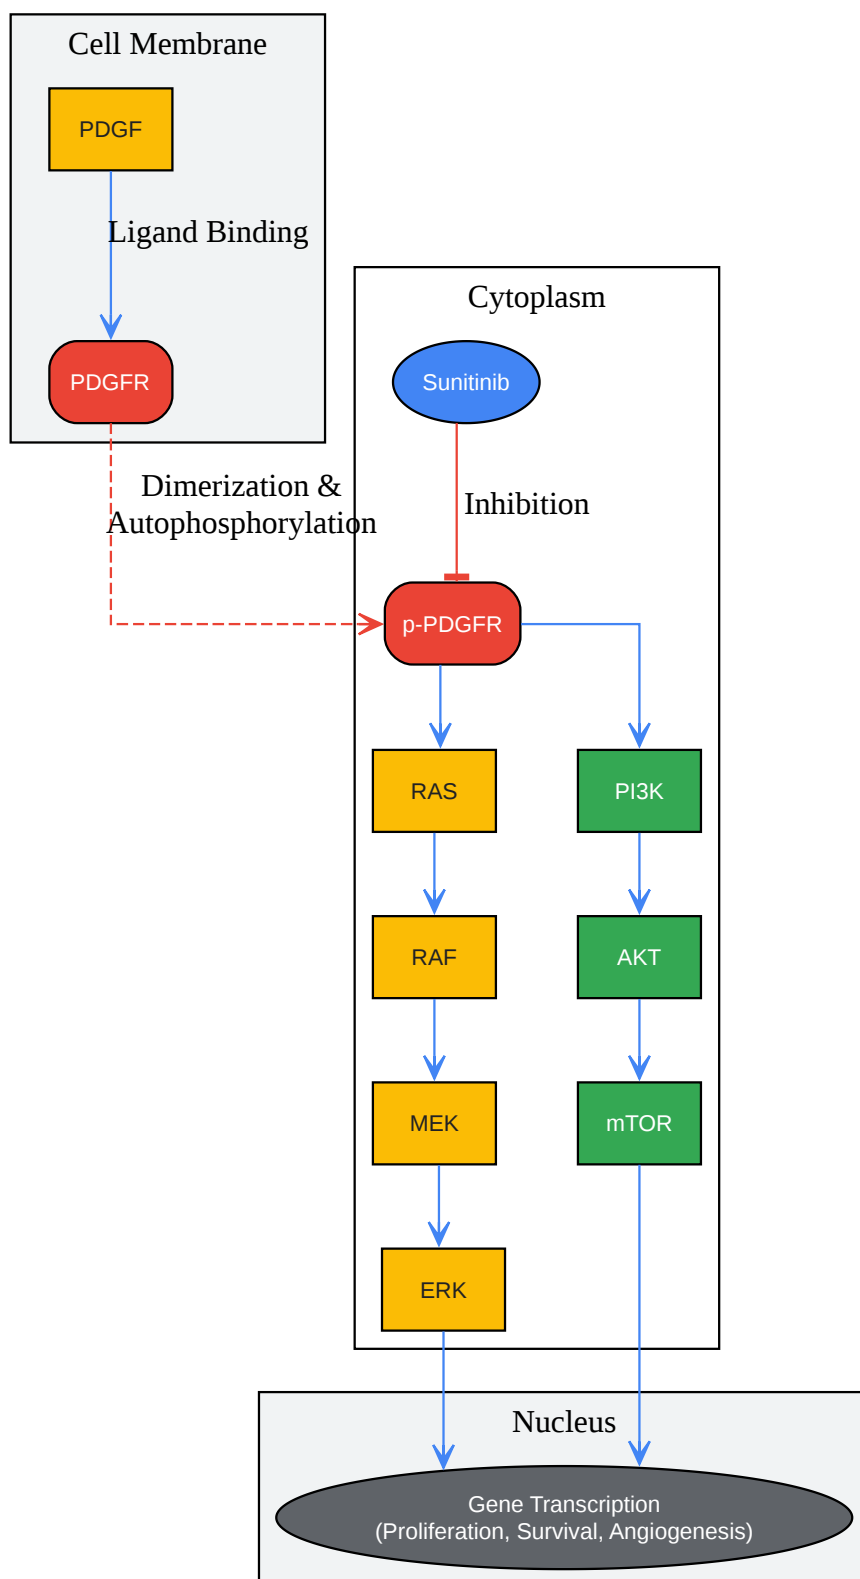 Cell Membrane
PDGF
Ligand Binding
PDGFR
Cytoplasm
Sunitinib
Dimerization &
Autophosphorylation
Inhibition
p-PDGFR
RAS
PI3K
RAF
AKT
MEK
mTOR
ERK
Nucleus
Gene Transcription
(Proliferation, Survival, Angiogenesis)